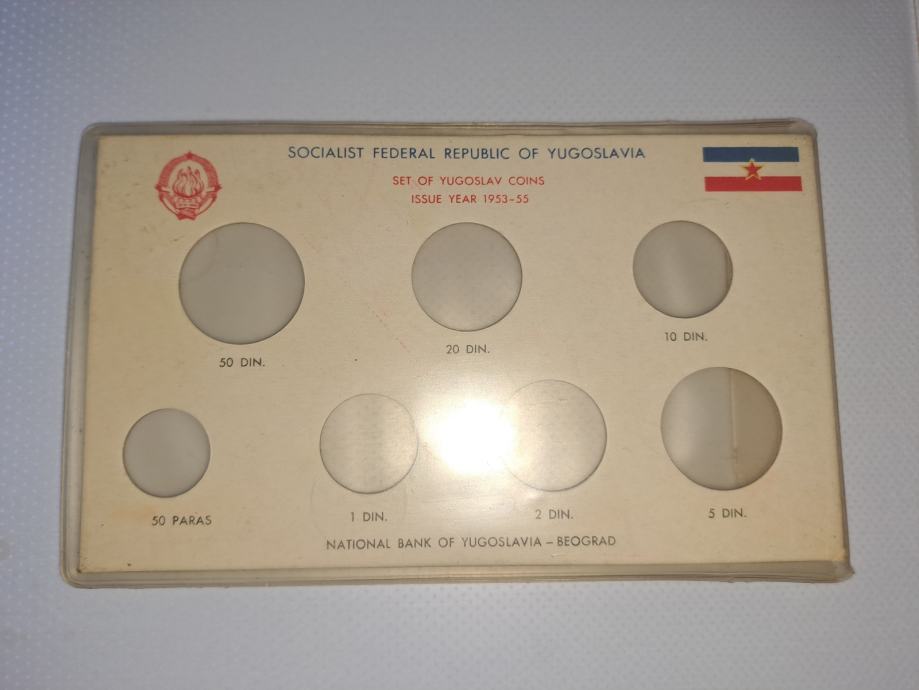 SOCIALIST FEDERAL REPUBLIC OF YUGOSLAVIA
SET OF YUGOSLAV COINS
ISSUE YEAR 1953-55
50 DIN.
20 DIN.
10 DIN.
50 PARAS
1 DIN.
2 DIN.
5 DIN.
NATIONAL BANK OF YUGOSLAVIA – BEOGRAD